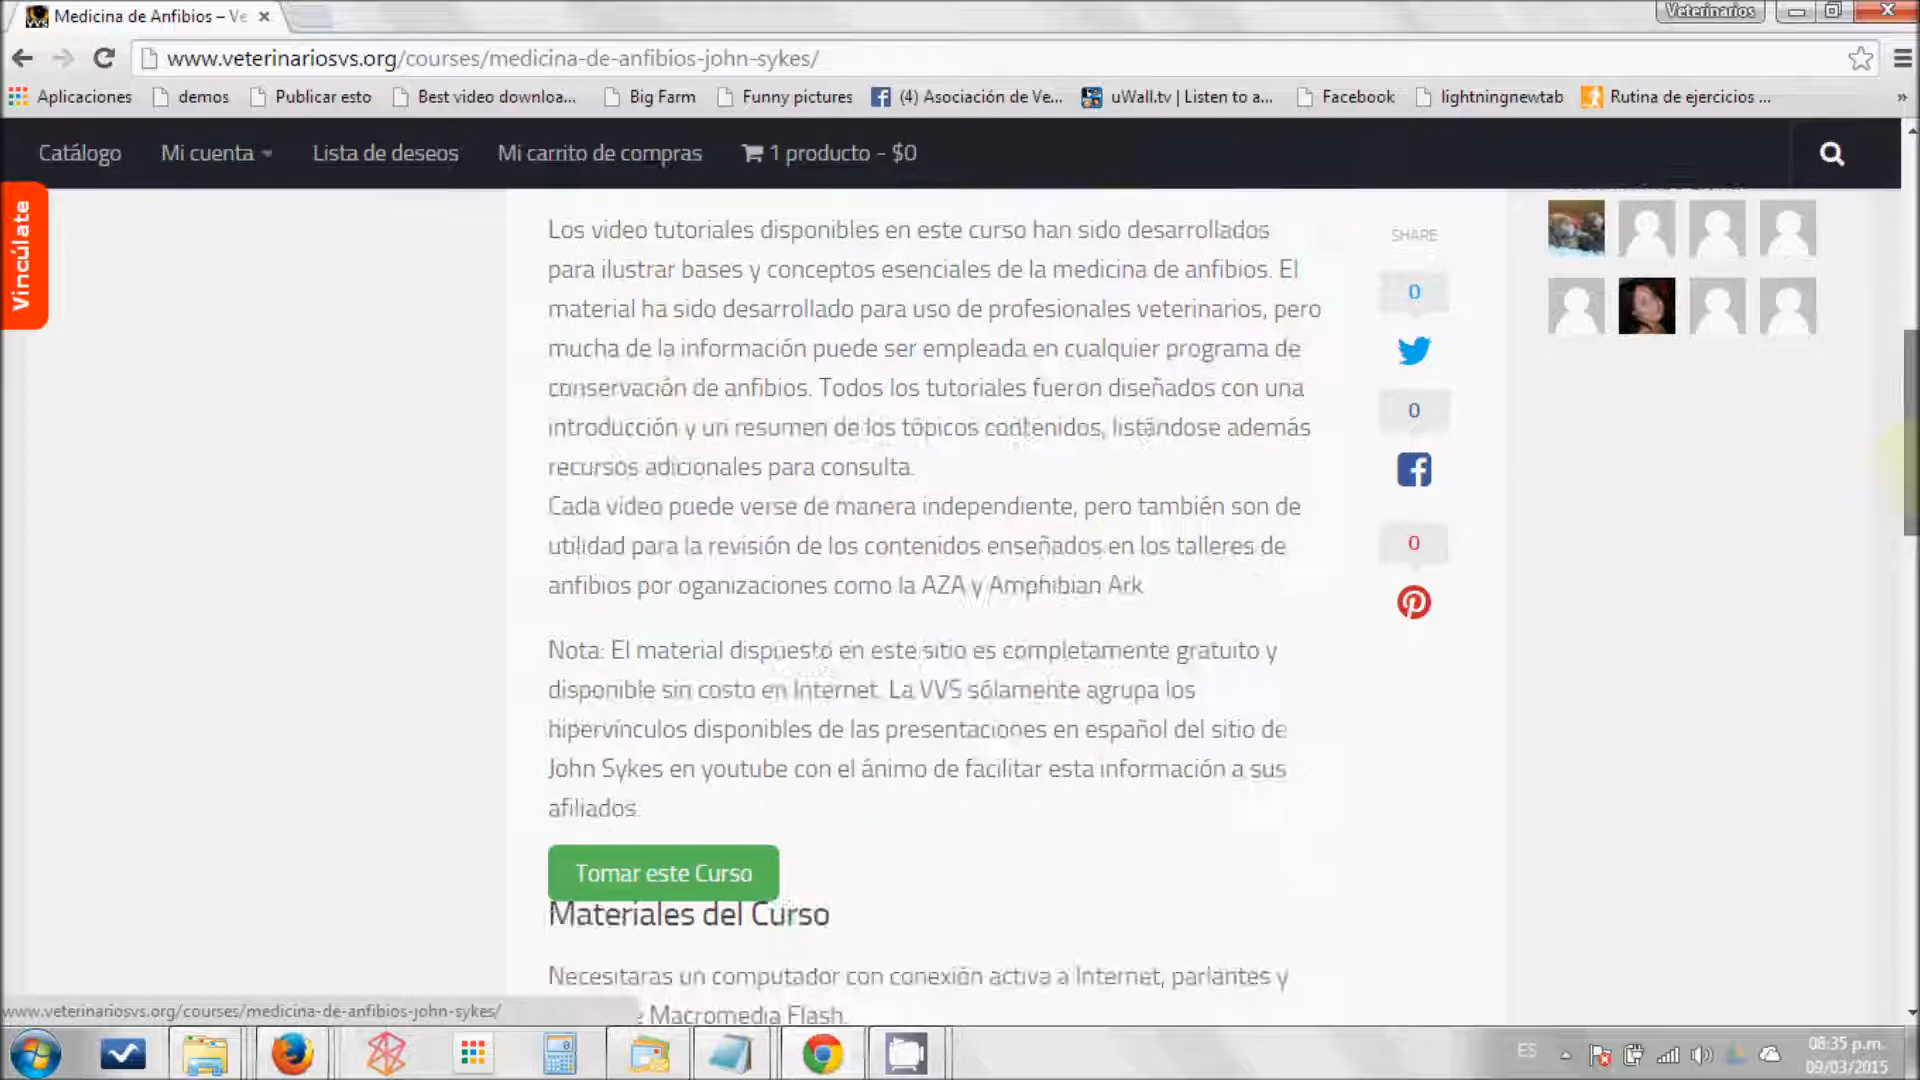 Medicina de Anfibios – Ve
Veterinarios
www.veterinariosvs.org/courses/medicina-de-anfibios-john-sykes/
Aplicaciones demos Publicar esto Best video downloa... Big Farm Funny pictures (4) Asociación de Ve... uWall.tv | Listen to a... Facebook lightningnewtab Rutina de ejercicios ... »
Catálogo Mi cuenta Lista de deseos Mi carrito de compras 1 producto - $0
Vincúlate
Los video tutoriales disponibles en este curso han sido desarrollados
para ilustrar bases y conceptos esenciales de la medicina de anfibios. El
material ha sido desarrollado para uso de profesionales veterinarios, pero
mucha de la información puede ser empleada en cualquier programa de
conservación de anfibios. Todos los tutoriales fueron diseñados con una
introducción y un resumen de los tópicos contenidos, listándose además
recursos adicionales para consulta.
Cada video puede verse de manera independiente, pero también son de
utilidad para la revisión de los contenidos enseñados en los talleres de
anfibios por oganizaciones como la AZA y Amphibian Ark
Nota: El material dispuesto en este sitio es completamente gratuito y
disponible sin costo en Internet. La VVS sólamente agrupa los
hipervínculos disponibles de las presentaciones en español del sitio de
John Sykes en youtube con el ánimo de facilitar esta información a sus
afiliados.
SHARE
0
0
0
Tomar este Curso
Materiales del Curso
Necesitaras un computador con conexión activa a Internet, parlantes y
e Macromedia Flash.
www.veterinariosvs.org/courses/medicina-de-anfibios-john-sykes/
ES
08:35 p.m.
09/03/2015